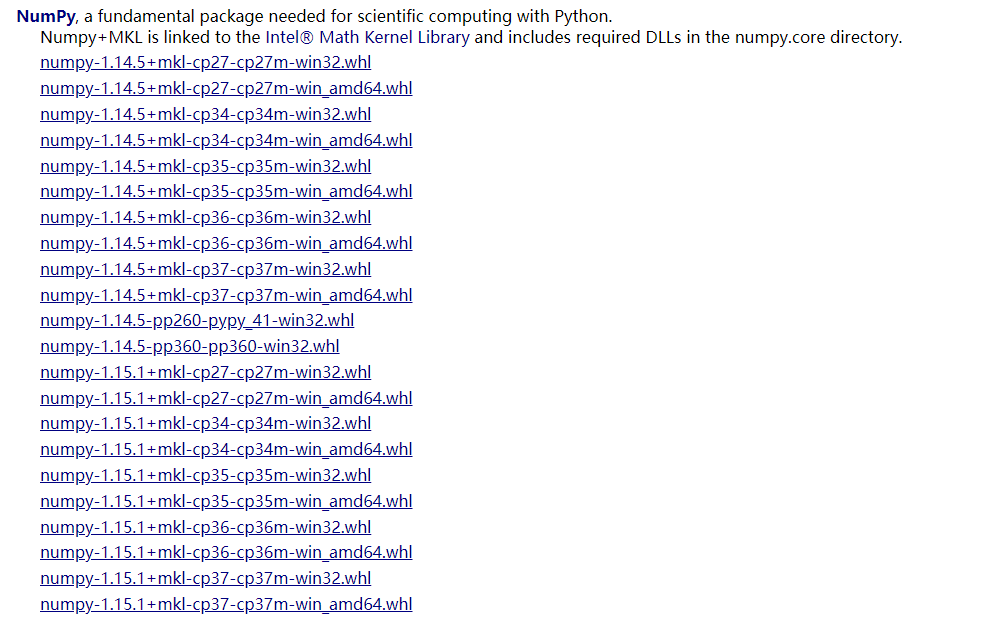 NumPy, a fundamental package needed for scientific computing with Python.
Numpy+MKL is linked to the Intel® Math Kernel Library and includes required DLLs in the numpy.core directory.
numpy-1.14.5+mkl-cp27-cp27m-win32.whl
numpy-1.14.5+mkl-cp27-cp27m-win_amd64.whl
numpy-1.14.5+mkl-cp34-cp34m-win32.whl
numpy-1.14.5+mkl-cp34-cp34m-win_amd64.whl
numpy-1.14.5+mkl-cp35-cp35m-win32.whl
numpy-1.14.5+mkl-cp35-cp35m-win_amd64.whl
numpy-1.14.5+mkl-cp36-cp36m-win32.whl
numpy-1.14.5+mkl-cp36-cp36m-win_amd64.whl
numpy-1.14.5+mkl-cp37-cp37m-win32.whl
numpy-1.14.5+mkl-cp37-cp37m-win_amd64.whl
numpy-1.14.5-pp260-pypy_41-win32.whl
numpy-1.14.5-pp360-pp360-win32.whl
numpy-1.15.1+mkl-cp27-cp27m-win32.whl
numpy-1.15.1+mkl-cp27-cp27m-win_amd64.whl
numpy-1.15.1+mkl-cp34-cp34m-win32.whl
numpy-1.15.1+mkl-cp34-cp34m-win_amd64.whl
numpy-1.15.1+mkl-cp35-cp35m-win32.whl
numpy-1.15.1+mkl-cp35-cp35m-win_amd64.whl
numpy-1.15.1+mkl-cp36-cp36m-win32.whl
numpy-1.15.1+mkl-cp36-cp36m-win_amd64.whl
numpy-1.15.1+mkl-cp37-cp37m-win32.whl
numpy-1.15.1+mkl-cp37-cp37m-win_amd64.whl